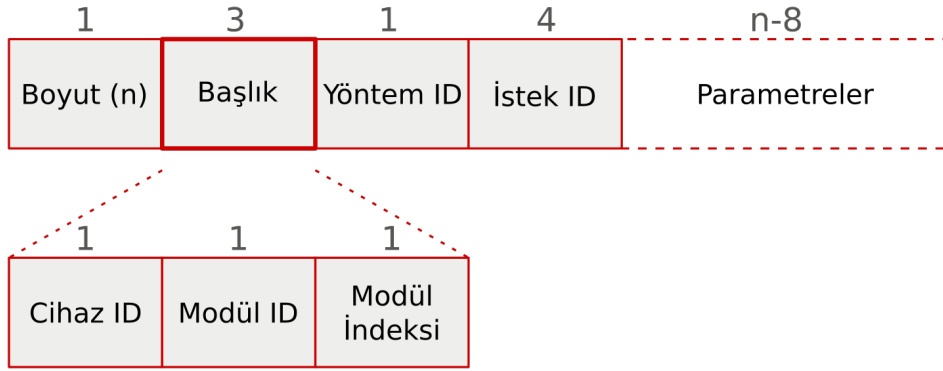 1 3 1 4 n-8
Boyut (n) Başlık Yöntem ID İstek ID Parametreler
1 1 1
Cihaz ID Modül ID Modül
İndeksi